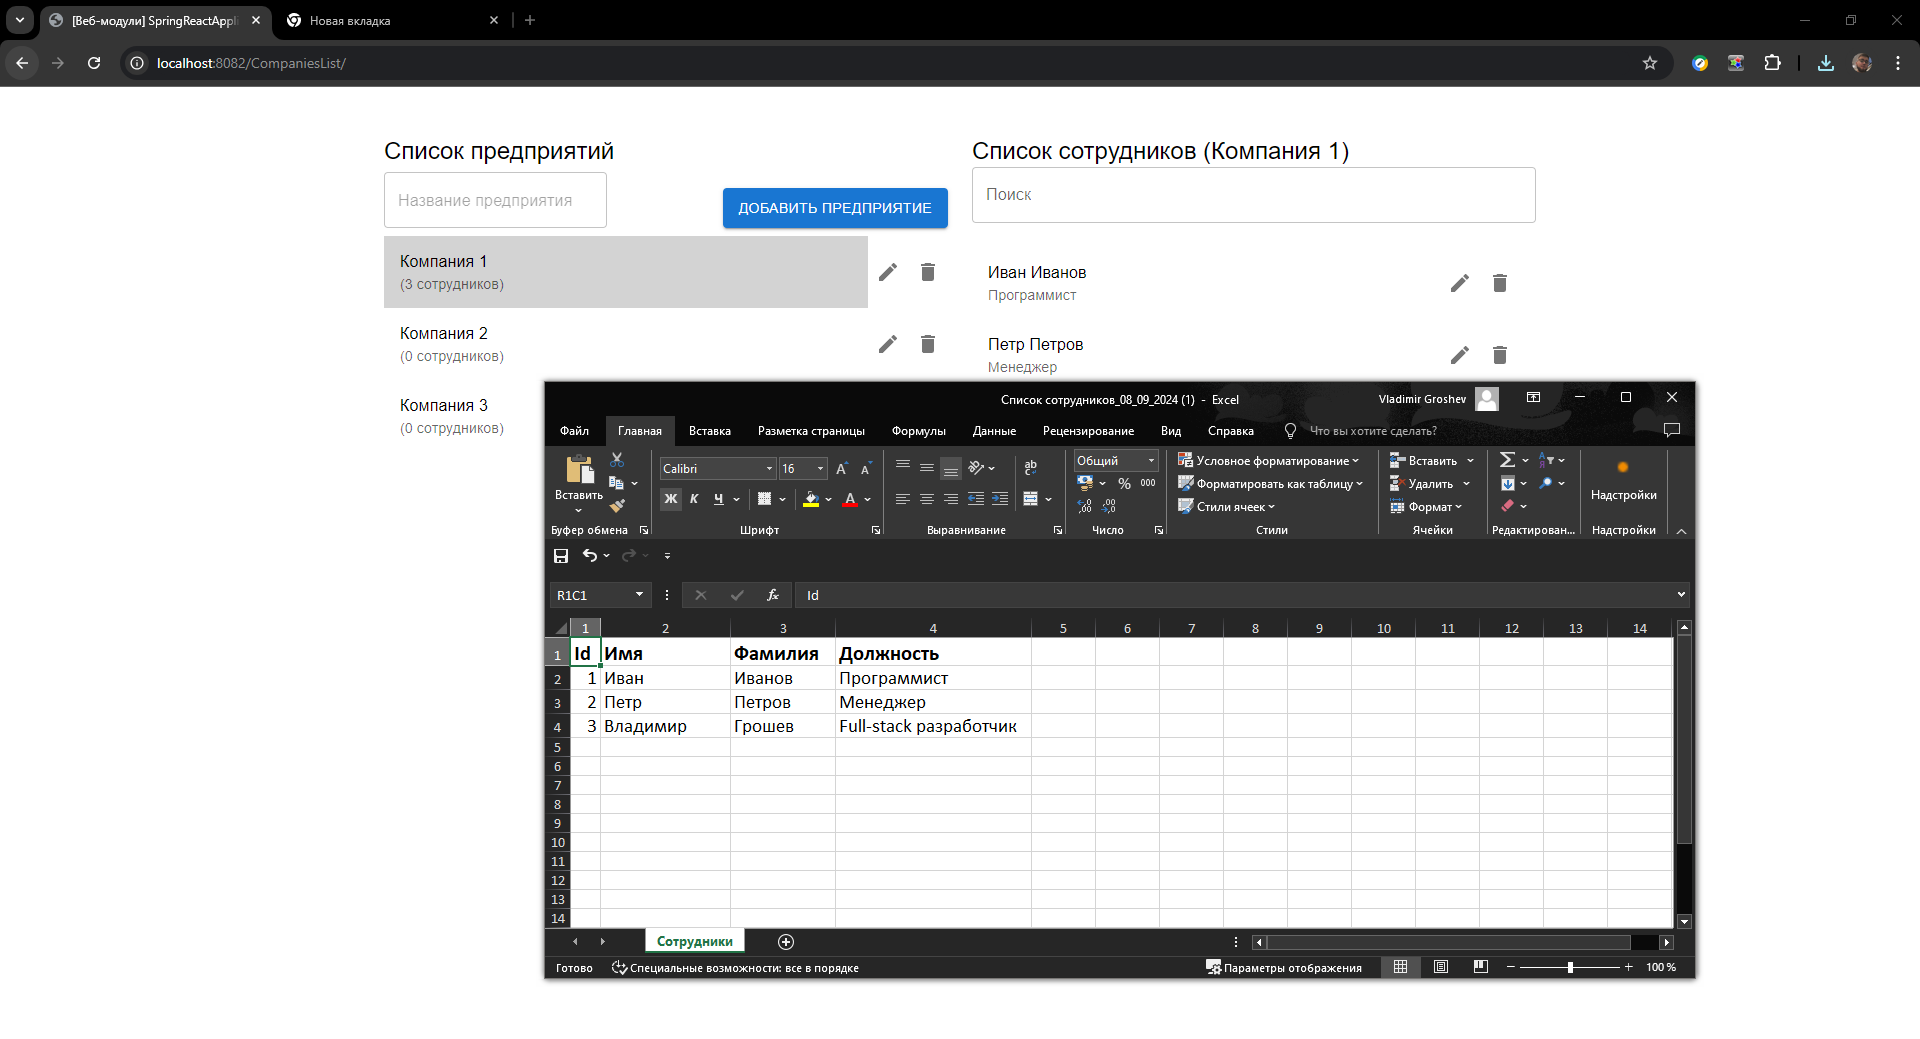 [Веб-модули] SpringReactAppli
Новая вкладка
localhost:8082/CompaniesList/
Список предприятий
Список сотрудников (Компания 1)
Название предприятия
ДОБАВИТЬ ПРЕДПРИЯТИЕ
Поиск
Компания 1
(3 сотрудников)
Иван Иванов
Программист
Компания 2
(0 сотрудников)
Петр Петров
Менеджер
Компания 3
(0 сотрудников)
Список сотрудников_08_09_2024 (1) - Excel
Vladimir Groshev
Файл Главная Вставка Разметка страницы Формулы Данные Рецензирование Вид Справка Что вы хотите сделать?
Вставить
Буфер обмена
Calibri 16
Ж К Ч
Шрифт
Выравнивание
Общий
% 000
Число
Условное форматирование
Форматировать как таблицу
Стили ячеек
Стили
Вставить
Удалить
Формат
Ячейки
Редактирован...
Надстройки
Надстройки
R1C1
fx
Id
1 2 3 4 5 6 7 8 9 10 11 12 13 14
1 Id Имя Фамилия Должность
2 1 Иван Иванов Программист
3 2 Петр Петров Менеджер
4 3 Владимир Грошев Full-stack разработчик
5
6
7
8
9
10
11
12
13
14
Сотрудники
Готово
Специальные возможности: все в порядке
Параметры отображения
100 %